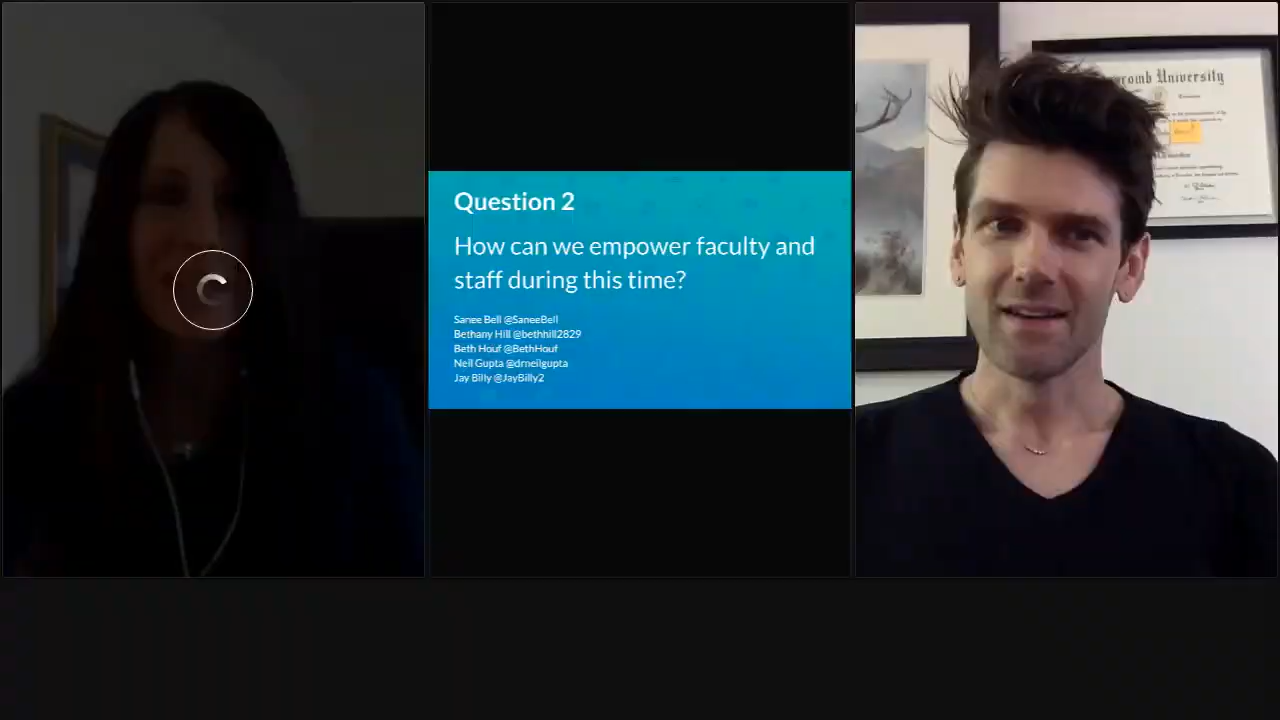 Question 2
How can we empower faculty and
staff during this time?
Sanee Bell @SaneeBell
Bethany Hill @bethhill2829
Beth Houf @BethHouf
Neil Gupta @drneilgupta
Jay Billy @JayBilly2
University